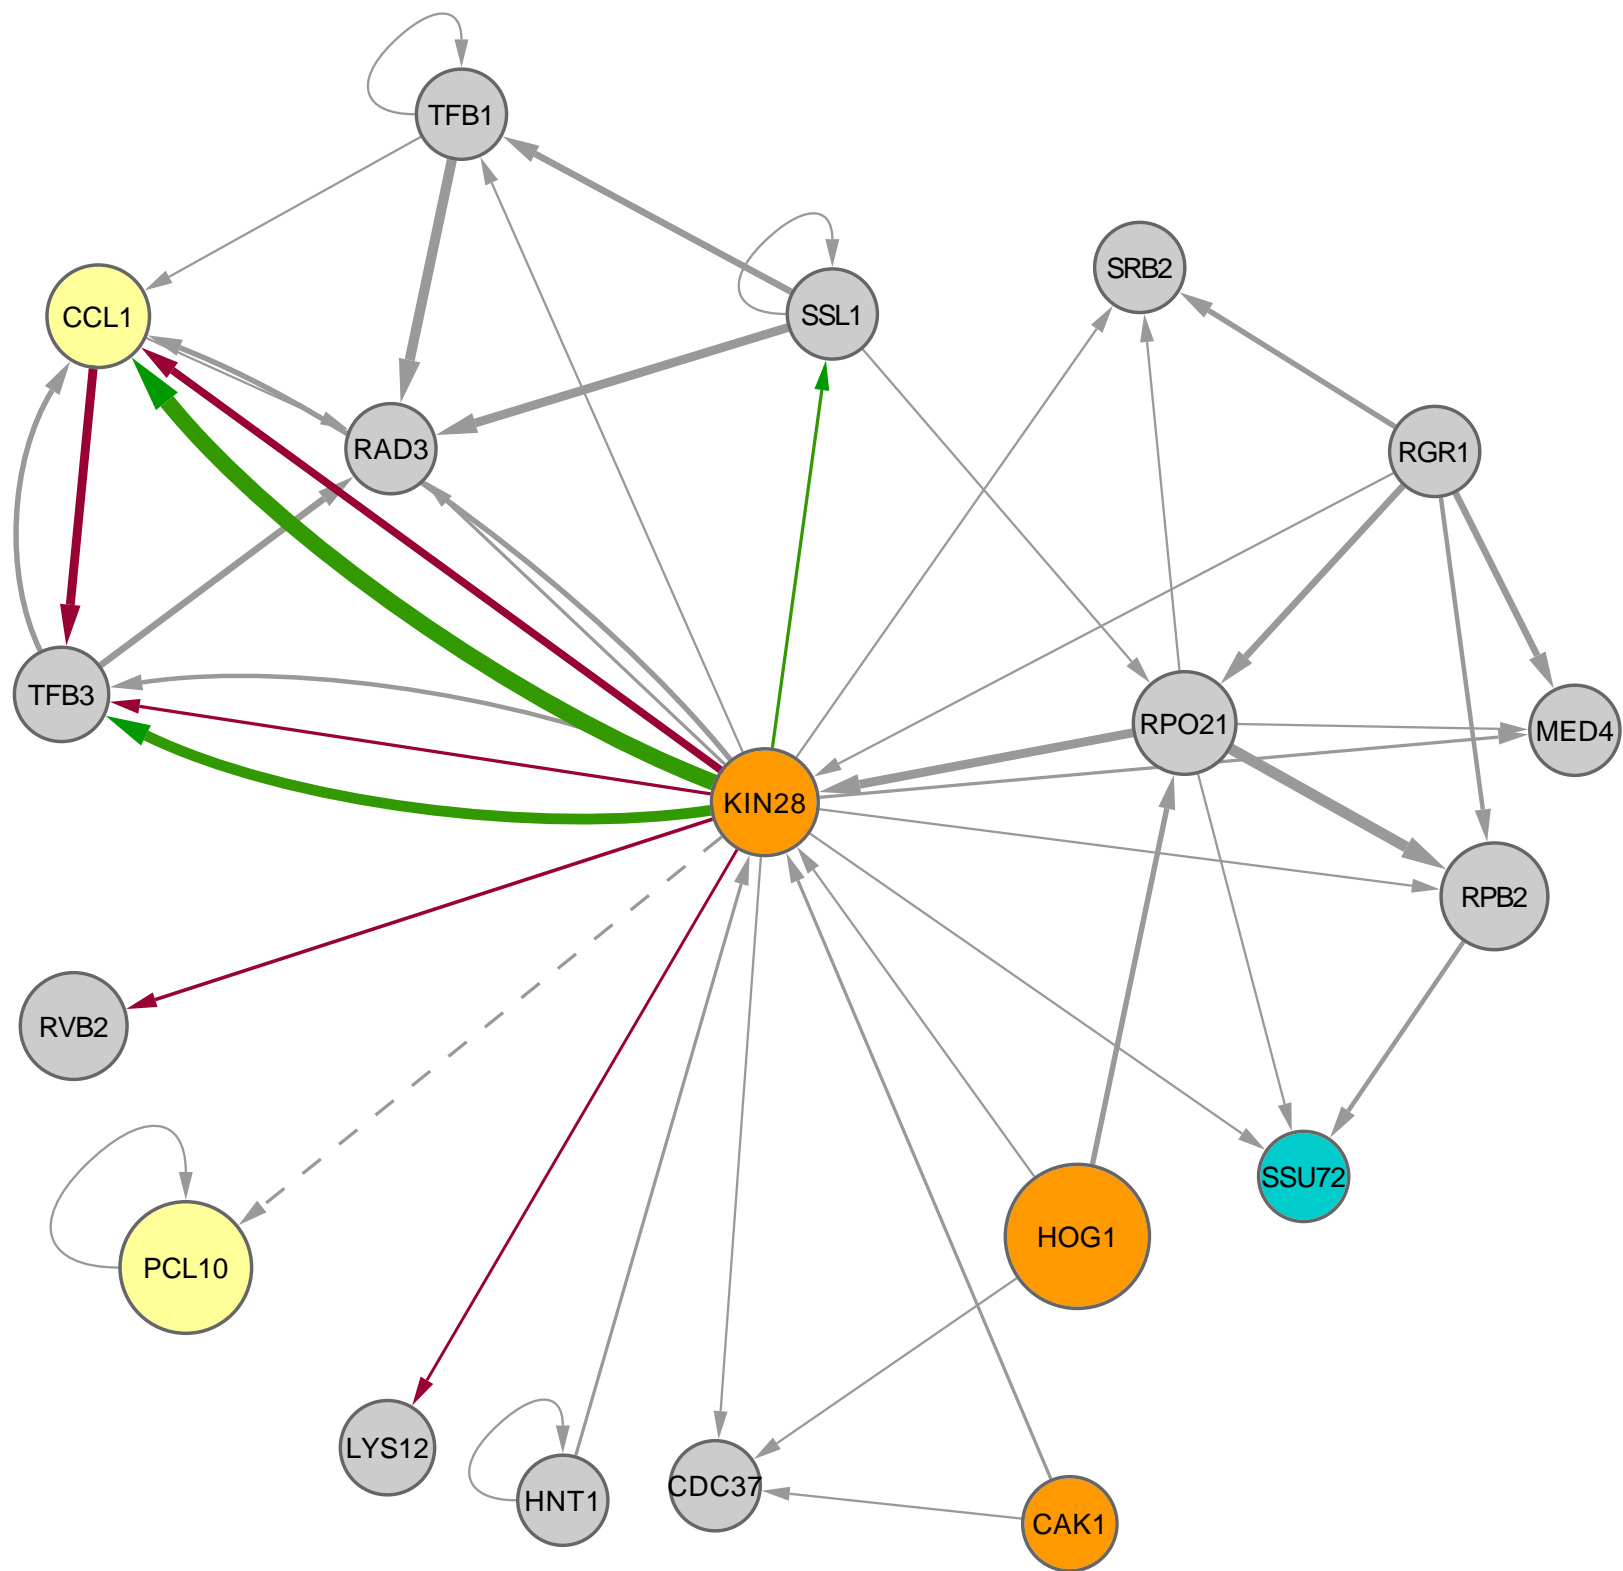 TFB1
SRB2
CCL1
SSL1
RAD3
RGR1
TFB3
RPO21
MED4
KIN28
RPB2
RVB2
SSU72
HOG1
PCL10
LYS12
CDC37
HNT1
CAK1